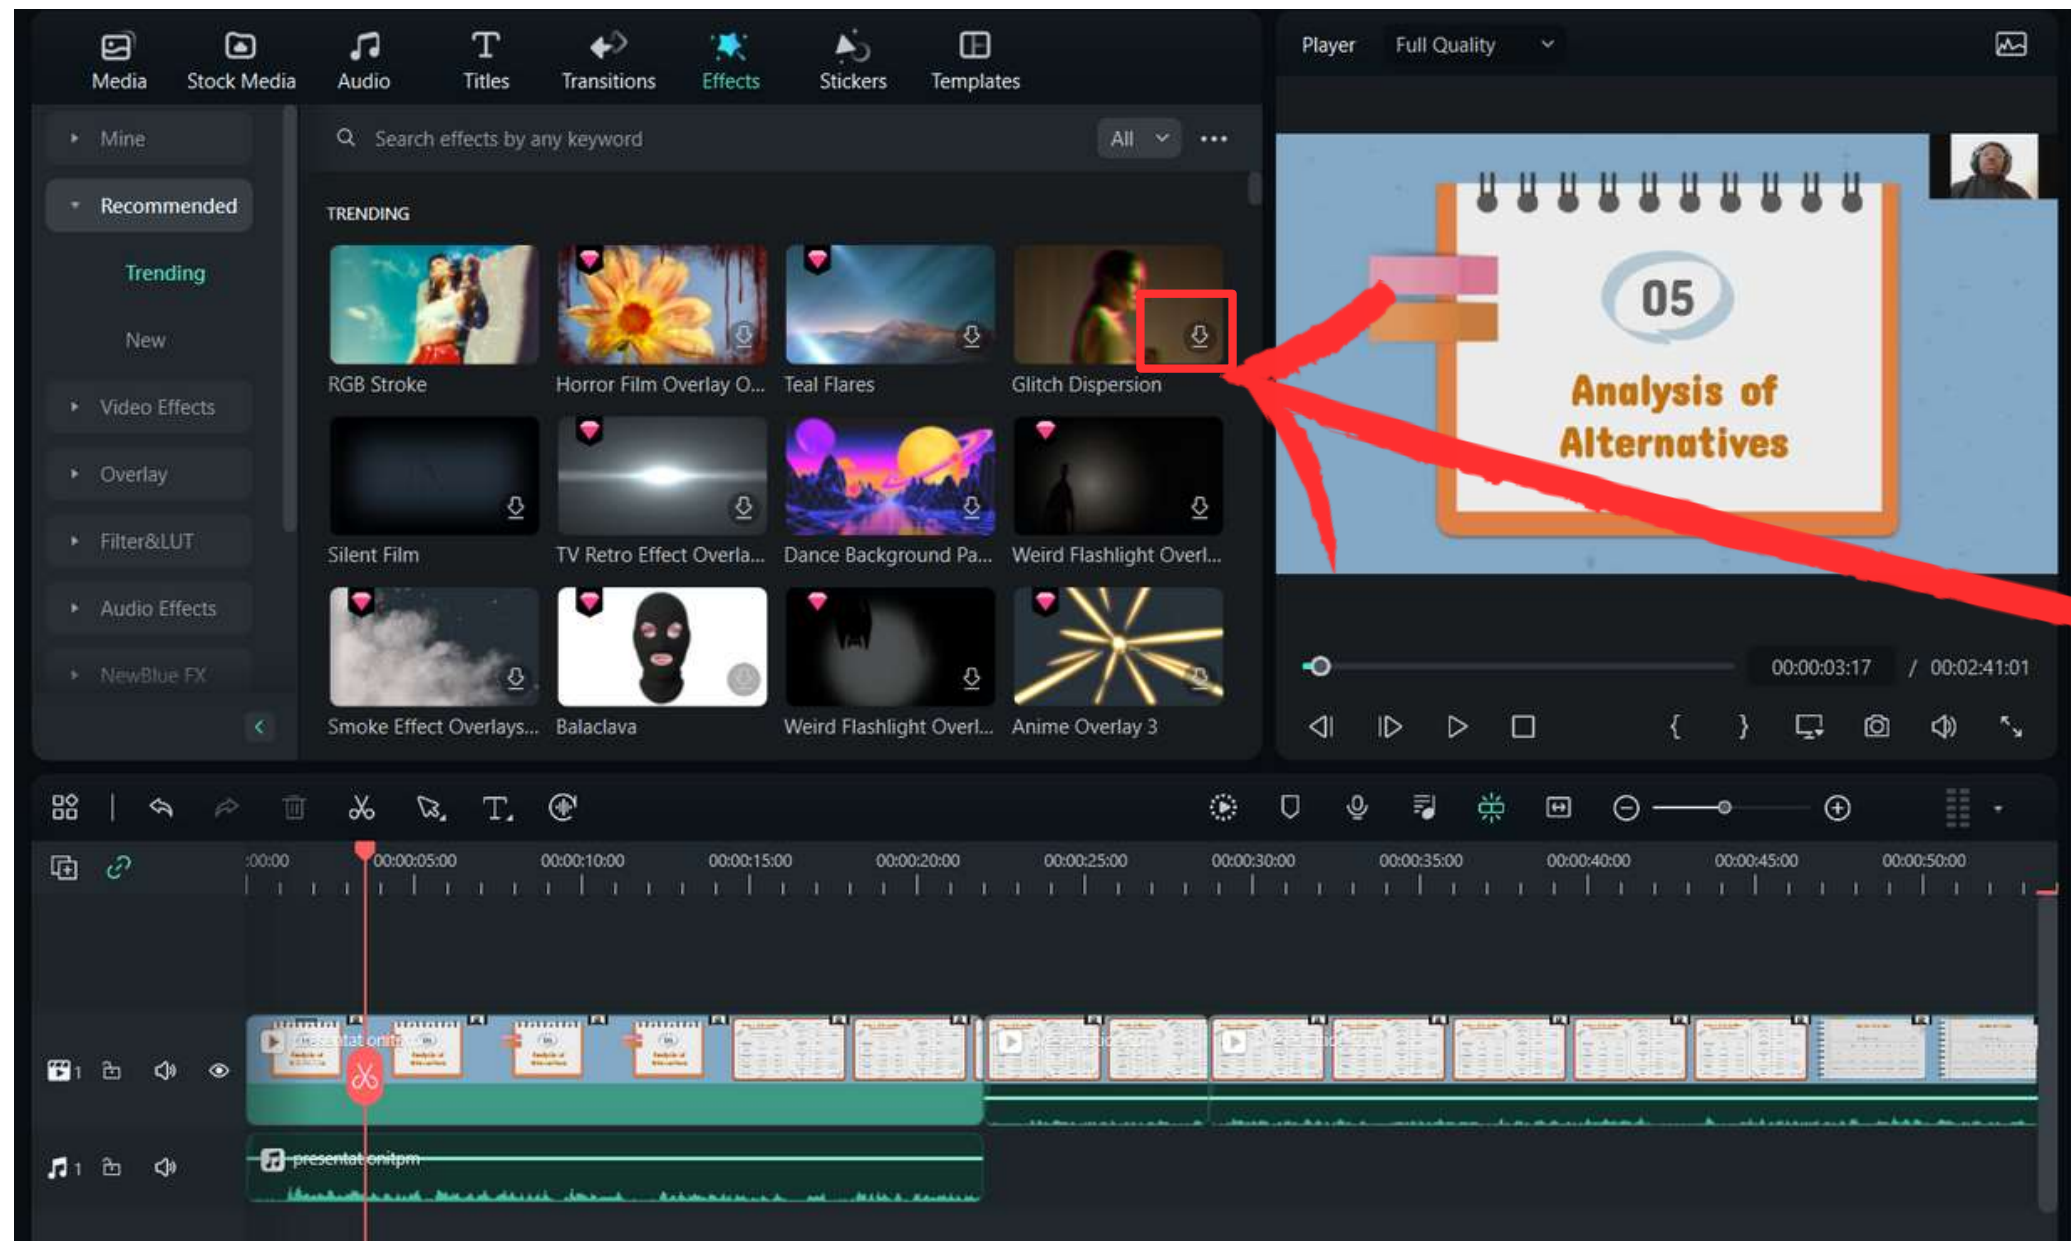 Media Stock Media Audio Titles Transitions Effects Stickers Templates
Player Full Quality
Mine
Recommended
Trending
New
Video Effects
Overlay
Filter&LUT
Audio Effects
NewBlue FX
Search effects by any keyword All
TRENDING
RGB Stroke Horror Film Overlay O... Teal Flares Glitch Dispersion
Silent Film TV Retro Effect Overla... Dance Background Pa... Weird Flashlight Overl...
Smoke Effect Overlays... Balaclava Weird Flashlight Overl... Anime Overlay 3
05
Analysis of
Alternatives
00:00:03:17 / 00:02:41:01
:00:00 00:00:05:00 00:00:10:00 00:00:15:00 00:00:20:00 00:00:25:00 00:00:30:00 00:00:35:00 00:00:40:00 00:00:45:00 00:00:50:00
1
1
presentationitpm